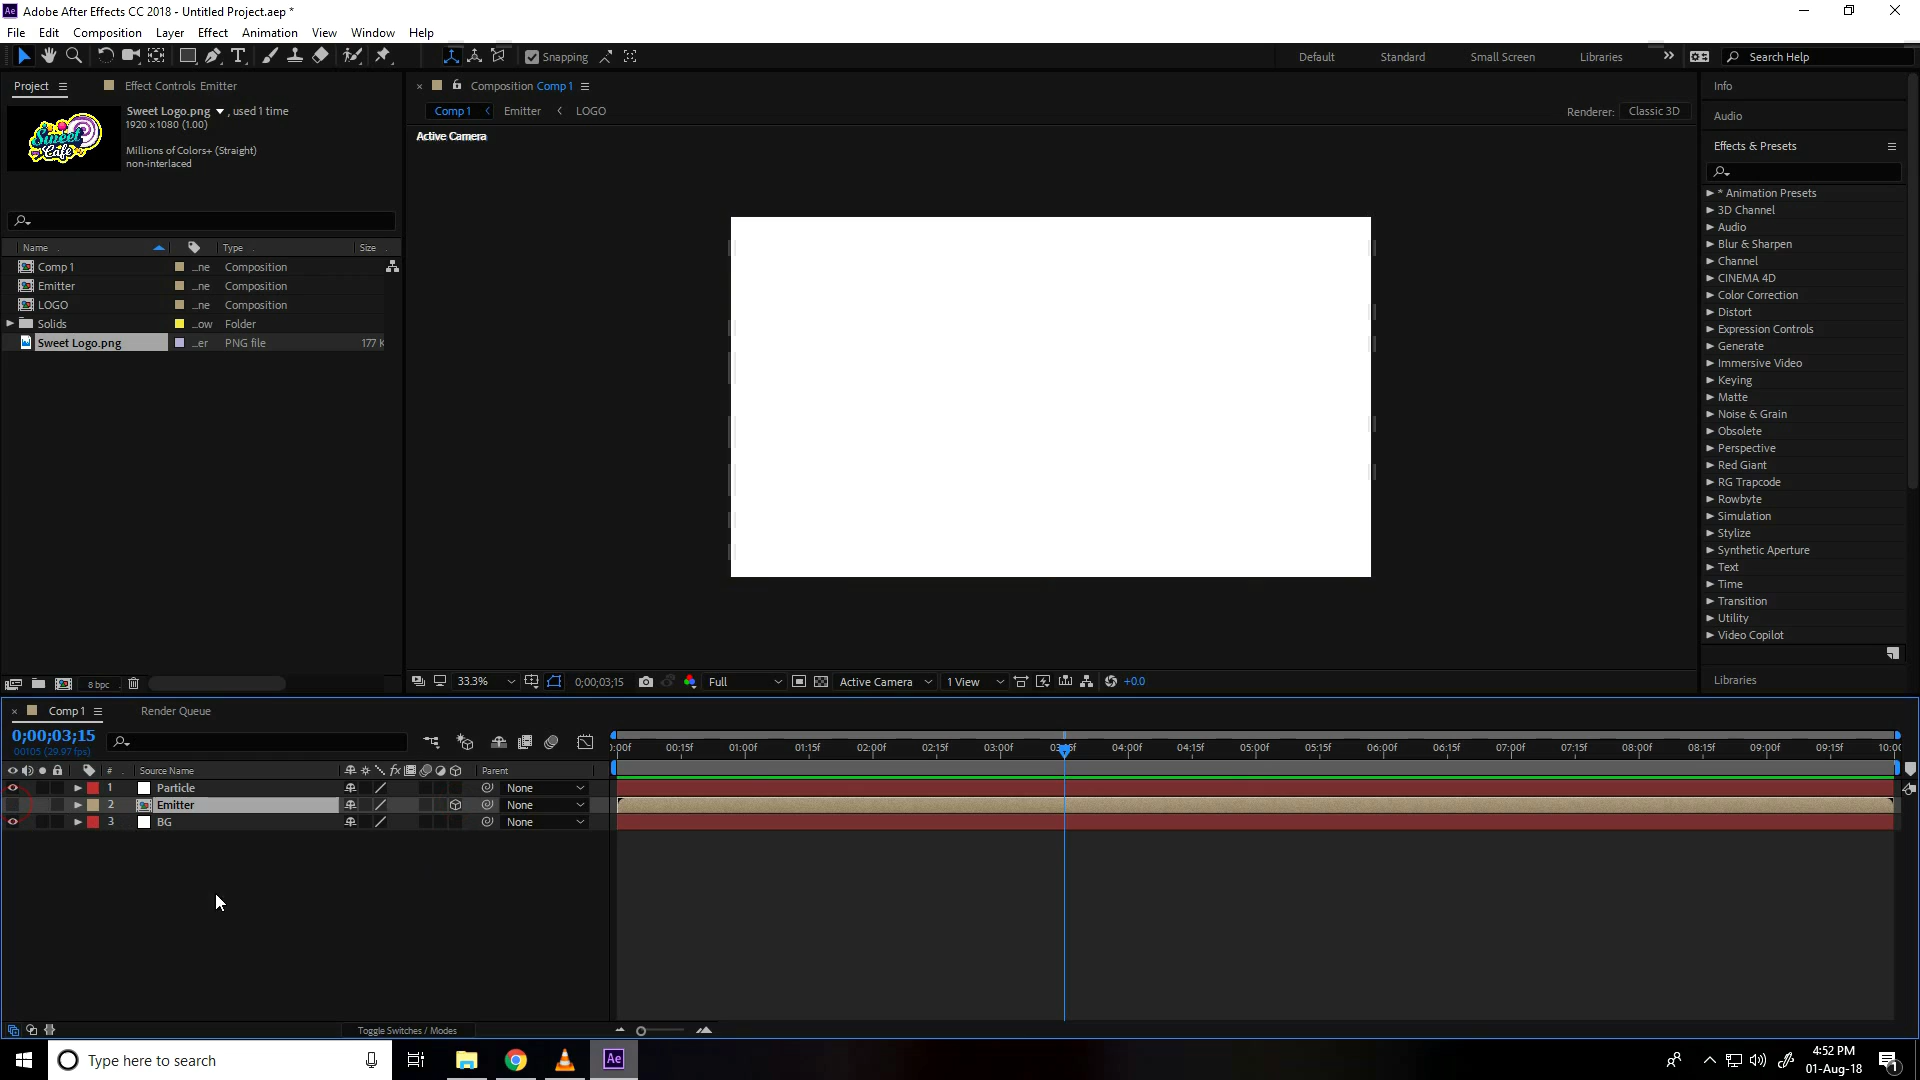 Adobe After Effects CC 2018 - Untitled Project.aep *
File Edit Composition Layer Effect Animation View Window Help
Snapping
Default Standard Small Screen Libraries Search Help
Project
Effect Controls Emitter
Sweet Logo.png , used 1 time
1920 x 1080 (1.00)
Millions of Colors+ (Straight)
non-interlaced
Sweet
Cafe
Name Type Size
Comp 1 ...ne Composition
Emitter ...ne Composition
LOGO ...ne Composition
Solids ...ow Folder
Sweet Logo.png ...er PNG file 177 K
8 bpc
Composition Comp 1
Comp 1 Emitter LOGO
Renderer: Classic 3D
Active Camera
33.3% 0;00;03;15 Full Active Camera 1 View +0.0
Info
Audio
Effects & Presets
* Animation Presets
3D Channel
Audio
Blur & Sharpen
Channel
CINEMA 4D
Color Correction
Distort
Expression Controls
Generate
Immersive Video
Keying
Matte
Noise & Grain
Obsolete
Perspective
Red Giant
RG Trapcode
Rowbyte
Simulation
Stylize
Synthetic Aperture
Text
Time
Transition
Utility
Video Copilot
Libraries
Comp 1
Render Queue
0;00;03;15
00105 (29.97 fps)
# Source Name fx Parent
1 Particle None
2 Emitter None
3 BG None
00:15f 01:00f 01:15f 02:00f 02:15f 03:00f 04:00f 04:15f 05:00f 05:15f 06:00f 06:15f 07:00f 07:15f 08:00f 08:15f 09:00f 09:15f
Toggle Switches / Modes
Type here to search
Ae
4:52 PM
01-Aug-18
1